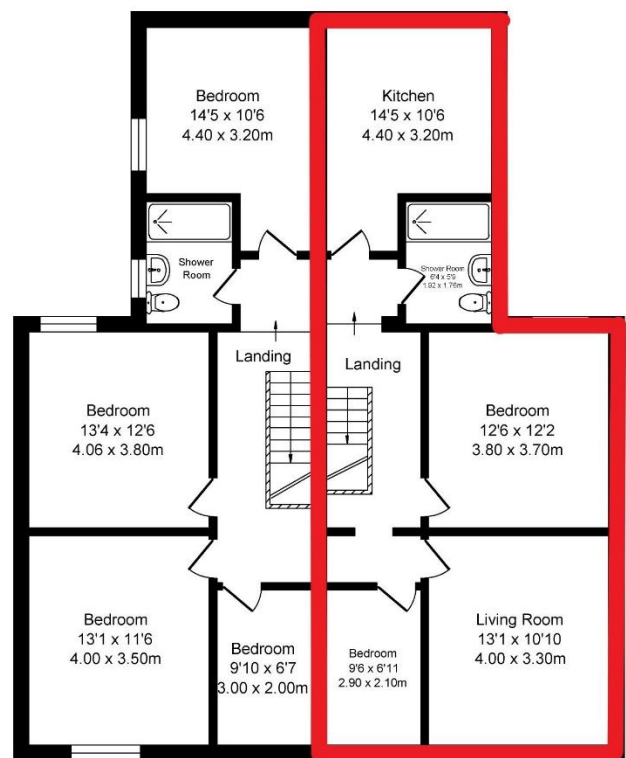 Bedroom
14'5 x 10'6
4.40 x 3.20m
Kitchen
14'5 x 10'6
4.40 x 3.20m
Shower
Room
Shower Room
6'4 x 5'9
1.92 x 1.76m
Landing
Landing
Bedroom
13'4 x 12'6
4.06 x 3.80m
Bedroom
12'6 x 12'2
3.80 x 3.70m
Bedroom
13'1 x 11'6
4.00 x 3.50m
Bedroom
9'10 x 6'7
3.00 x 2.00m
Bedroom
9'6 x 6'11
2.90 x 2.10m
Living Room
13'1 x 10'10
4.00 x 3.30m